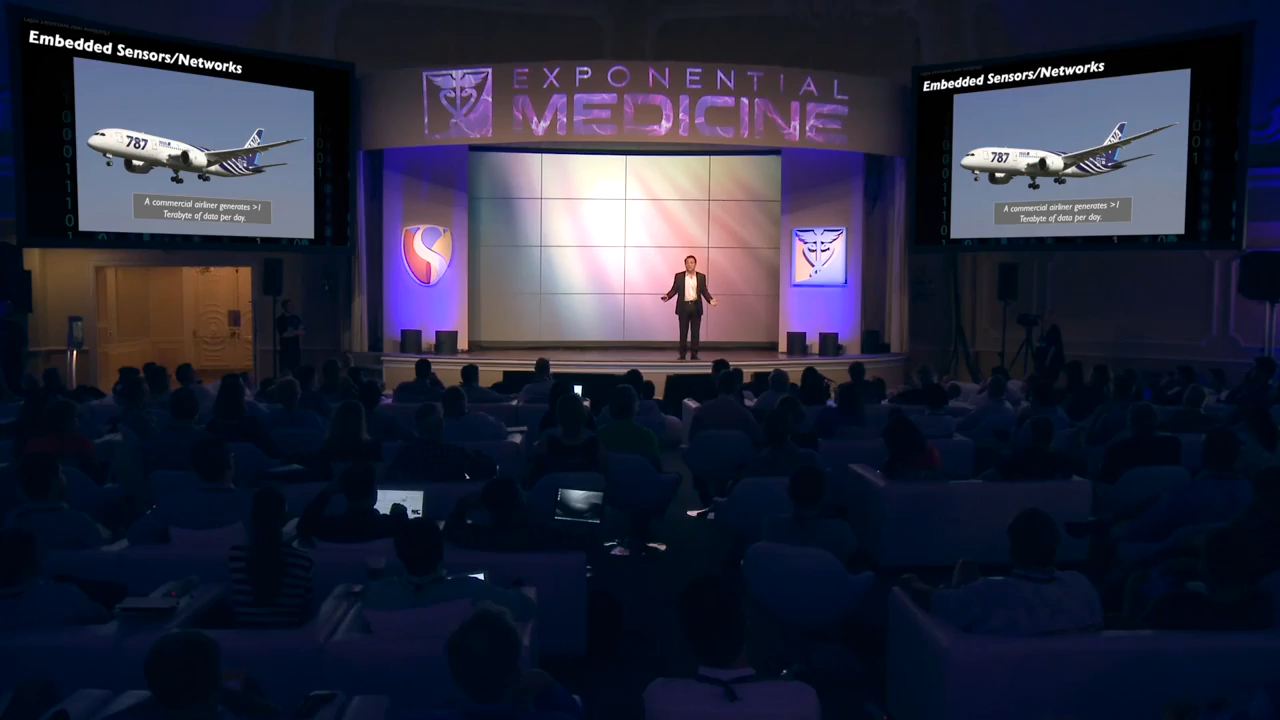 Embedded Sensors/Networks
787
A commercial airliner generates >1
Terabyte of data per day.
EXPONENTIAL
MEDICINE
Embedded Sensors/Networks
787
A commercial airliner generates >1
Terabyte of data per day.